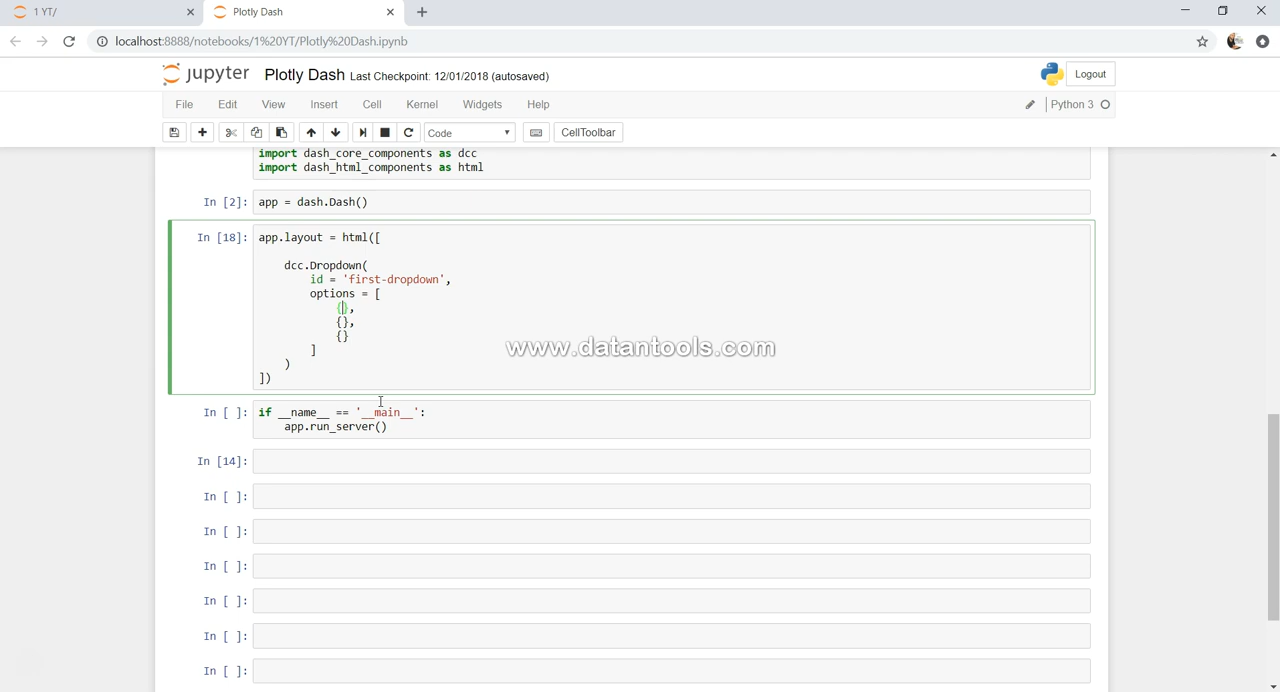 1 YT/
Plotly Dash
localhost:8888/notebooks/1%20YT/Plotly%20Dash.ipynb
jupyter Plotly Dash Last Checkpoint: 12/01/2018 (autosaved)
Logout
File Edit View Insert Cell Kernel Widgets Help
Python 3
Code
CellToolbar
import dash_core_components as dcc
import dash_html_components as html
In [2]: app = dash.Dash()
In [18]: app.layout = html([
dcc.Dropdown(
id = 'first-dropdown',
options = [
{},
{},
{}
]
)
])
www.datantools.com
In [ ]: if __name__ == '__main__':
app.run_server()
In [14]:
In [ ]:
In [ ]:
In [ ]:
In [ ]:
In [ ]:
In [ ]: